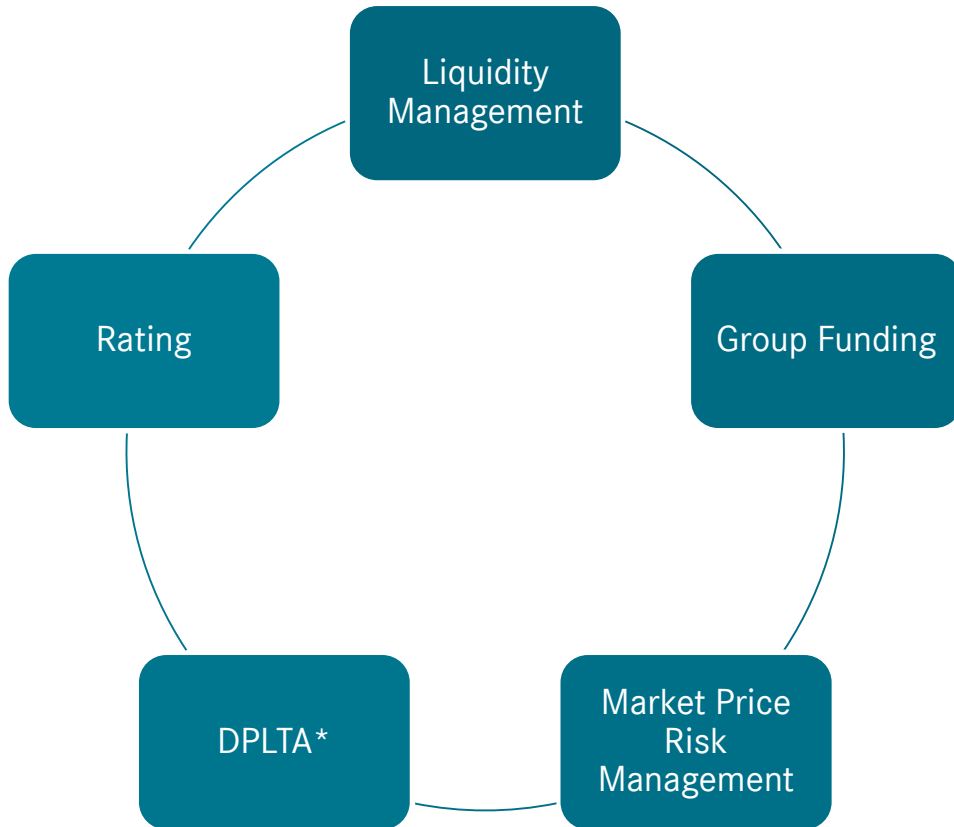 Liquidity
Management
Rating
Group Funding
DPLTA*
Market Price
Risk
Management